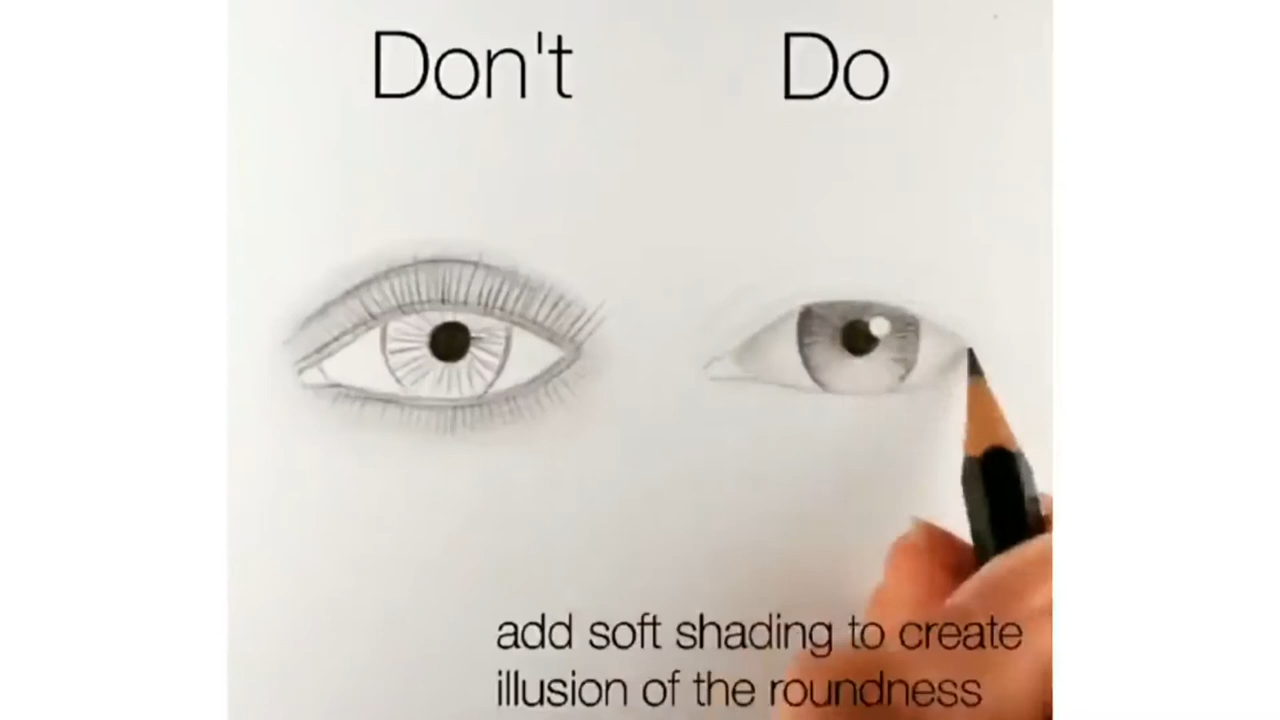 Don't
Do
add soft shading to create
illusion of the roundness